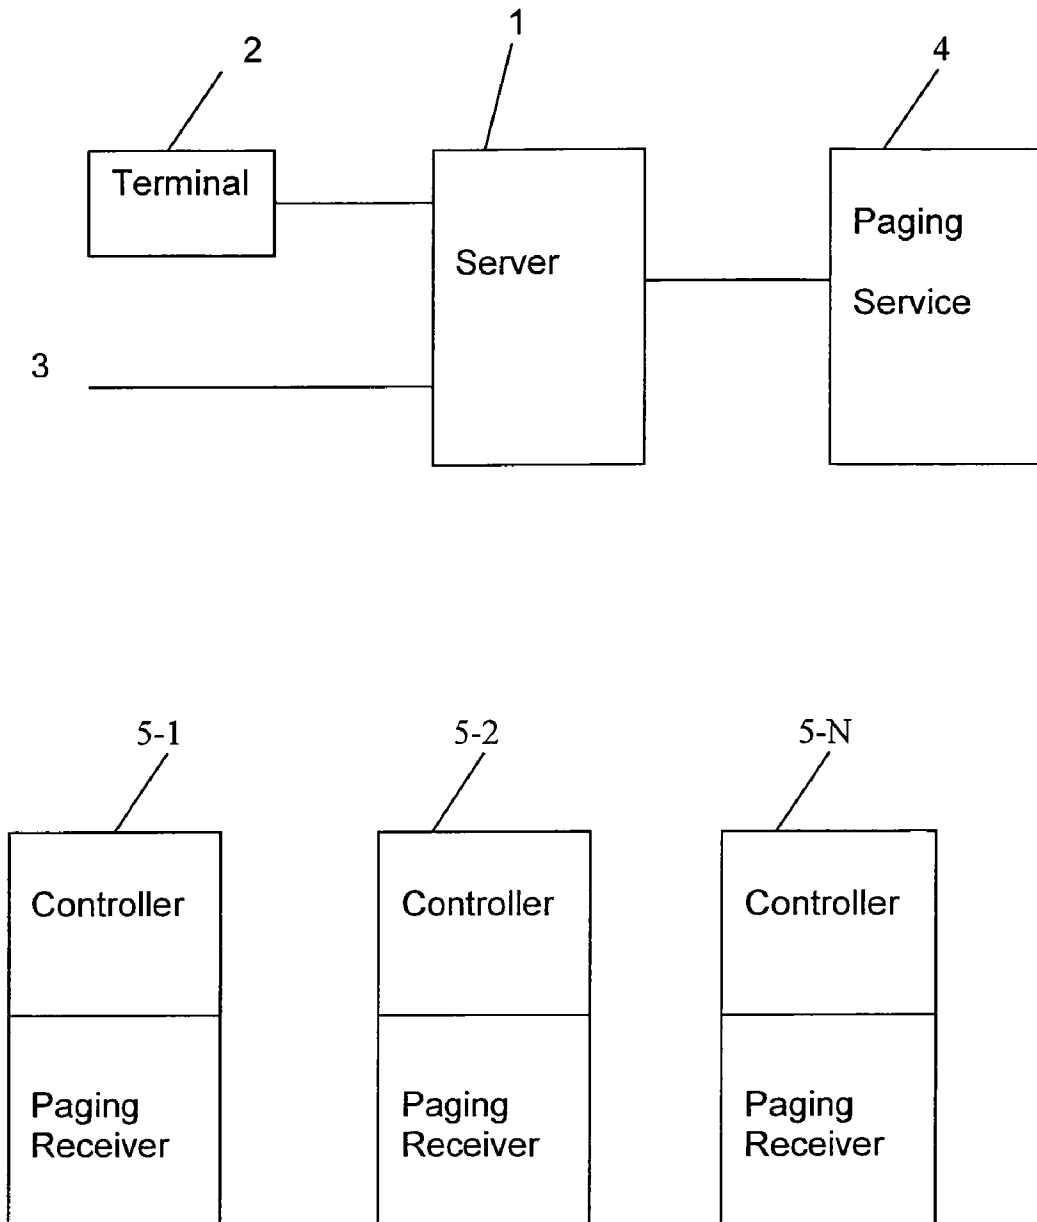 1
2
4
Terminal
Server
Paging
Service
3
5-1
5-2
5-N
Controller
Controller
Controller
Paging
Receiver
Paging
Receiver
Paging
Receiver